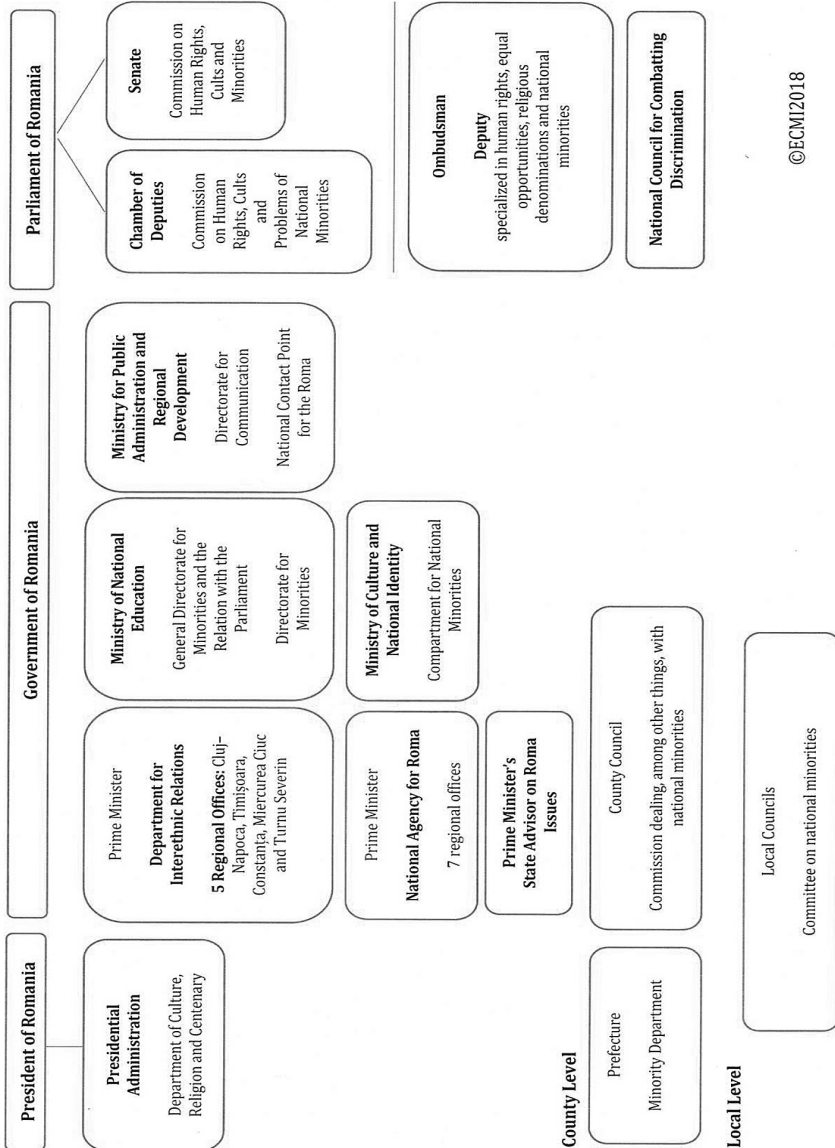 President of Romania
Presidential
Administration
Department of Culture,
Religion and Centenary
Government of Romania
Prime Minister
Department for
Interethnic Relations
5 Regional Offices: Cluj-
Napoca, Timișoara,
Constanța, Miercurea Ciuc
and Turnu Severin
Ministry of National
Education
General Directorate for
Minorities and the
Relation with the
Parliament
Directorate for
Minorities
Ministry for Public
Administration and
Regional
Development
Directorate for
Communication
National Contact Point
for the Roma
Prime Minister
National Agency for Roma
7 regional offices
Ministry of Culture and
National Identity
Compartment for National
Minorities
Prime Minister's
State Advisor on Roma
Issues
Parliament of Romania
Chamber of
Deputies
Commission
on Human
Rights, Cults
and
Problems of
National
Minorities
Senate
Commission on
Human Rights,
Cults and
Minorities
Ombudsman
Deputy
specialized in human rights, equal
opportunities, religious
denominations and national
minorities
National Council for Combatting
Discrimination
County Level
Prefecture
Minority Department
County Council
Commission dealing, among other things, with
national minorities
Local Level
Local Councils
Committee on national minorities
©ECMI2018